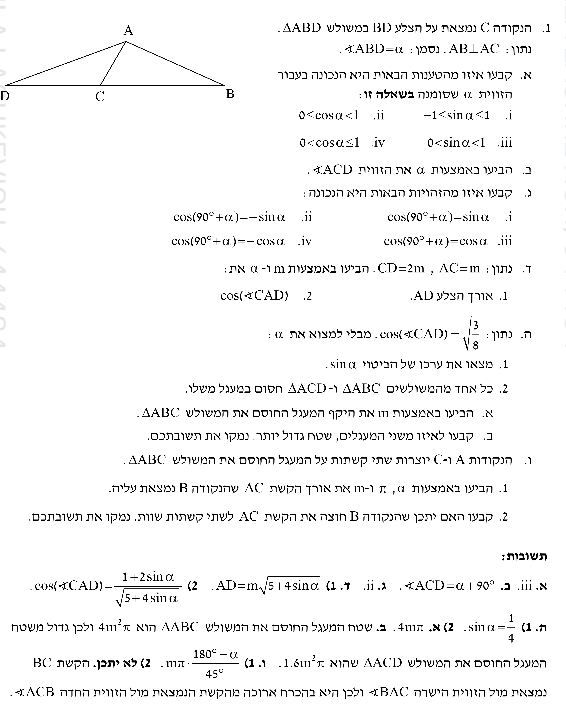 1. הנקודה C נמצאת על הצלע BD במשולש ΔABD.
נתון: AB⊥AC. נסמן: ∢ABD=α.
א. קבעו איזו מהטענות הבאות היא הנכונה בעבור
הזווית α שסומנה בשאלה זו:
i. -1≤sinα≤1 ii. 0<cosα<1
iii. 0<sinα<1 iv. 0<cosα≤1
ב. הביעו באמצעות α את הזווית ∢ACD.
ג. קבעו איזו מהזהויות הבאות היא הנכונה:
i. cos(90°+α)=sinα ii. cos(90°+α)=-sinα
iii. cos(90°+α)=cosα iv. cos(90°+α)=-cosα
ד. נתון: CD=2m, AC=m. הביעו באמצעות m ו-α את:
1. אורך הצלע AD. 2. cos(∢CAD)
ה. נתון: cos(∢CAD)=√(3/8). מבלי למצוא את α:
1. מצאו את ערכו של הביטוי sinα.
2. כל אחד מהמשולשים ΔABC ו-ΔACD חסום במעגל משלו.
א. הביעו באמצעות m את היקף המעגל החוסם את המשולש ΔABC.
ב. קבעו לאיזו משני המעגלים, שטח גדול יותר. נמקו את תשובתכם.
ו. הנקודות A ו-C יוצרות שתי קשתות על המעגל החוסם את המשולש ΔABC.
1. הביעו באמצעות α, π ו-m את אורך הקשת AC שהנקודה B נמצאת עליה.
2. קבעו האם יתכן שהנקודה B חוצה את הקשת AC לשתי קשתות שוות. נמקו את תשובתכם.
תשובות:
א. iii. ב. ∢ACD=α+90°. ג. ii. ד. 1) AD=m√(5+4sinα). 2) cos(∢CAD)=(1+2sinα)/√(5+4sinα).
ה. 1) sinα=1/4. 2) א. 4mπ. ב. שטח המעגל החוסם את המשולש ΔABC הוא 4m²π ולכן גדול משטח
המעגל החוסם את המשולש ΔACD שהוא 1.6m²π. ו. 1) mπ·(180°-α)/45°. 2) לא יתכן. הקשת BC
נמצאת מול הזווית הישרה ∢BAC ולכן היא בהכרח ארוכה מהקשת הנמצאת מול הזווית החדה ∢ACB.
A
D
C
B